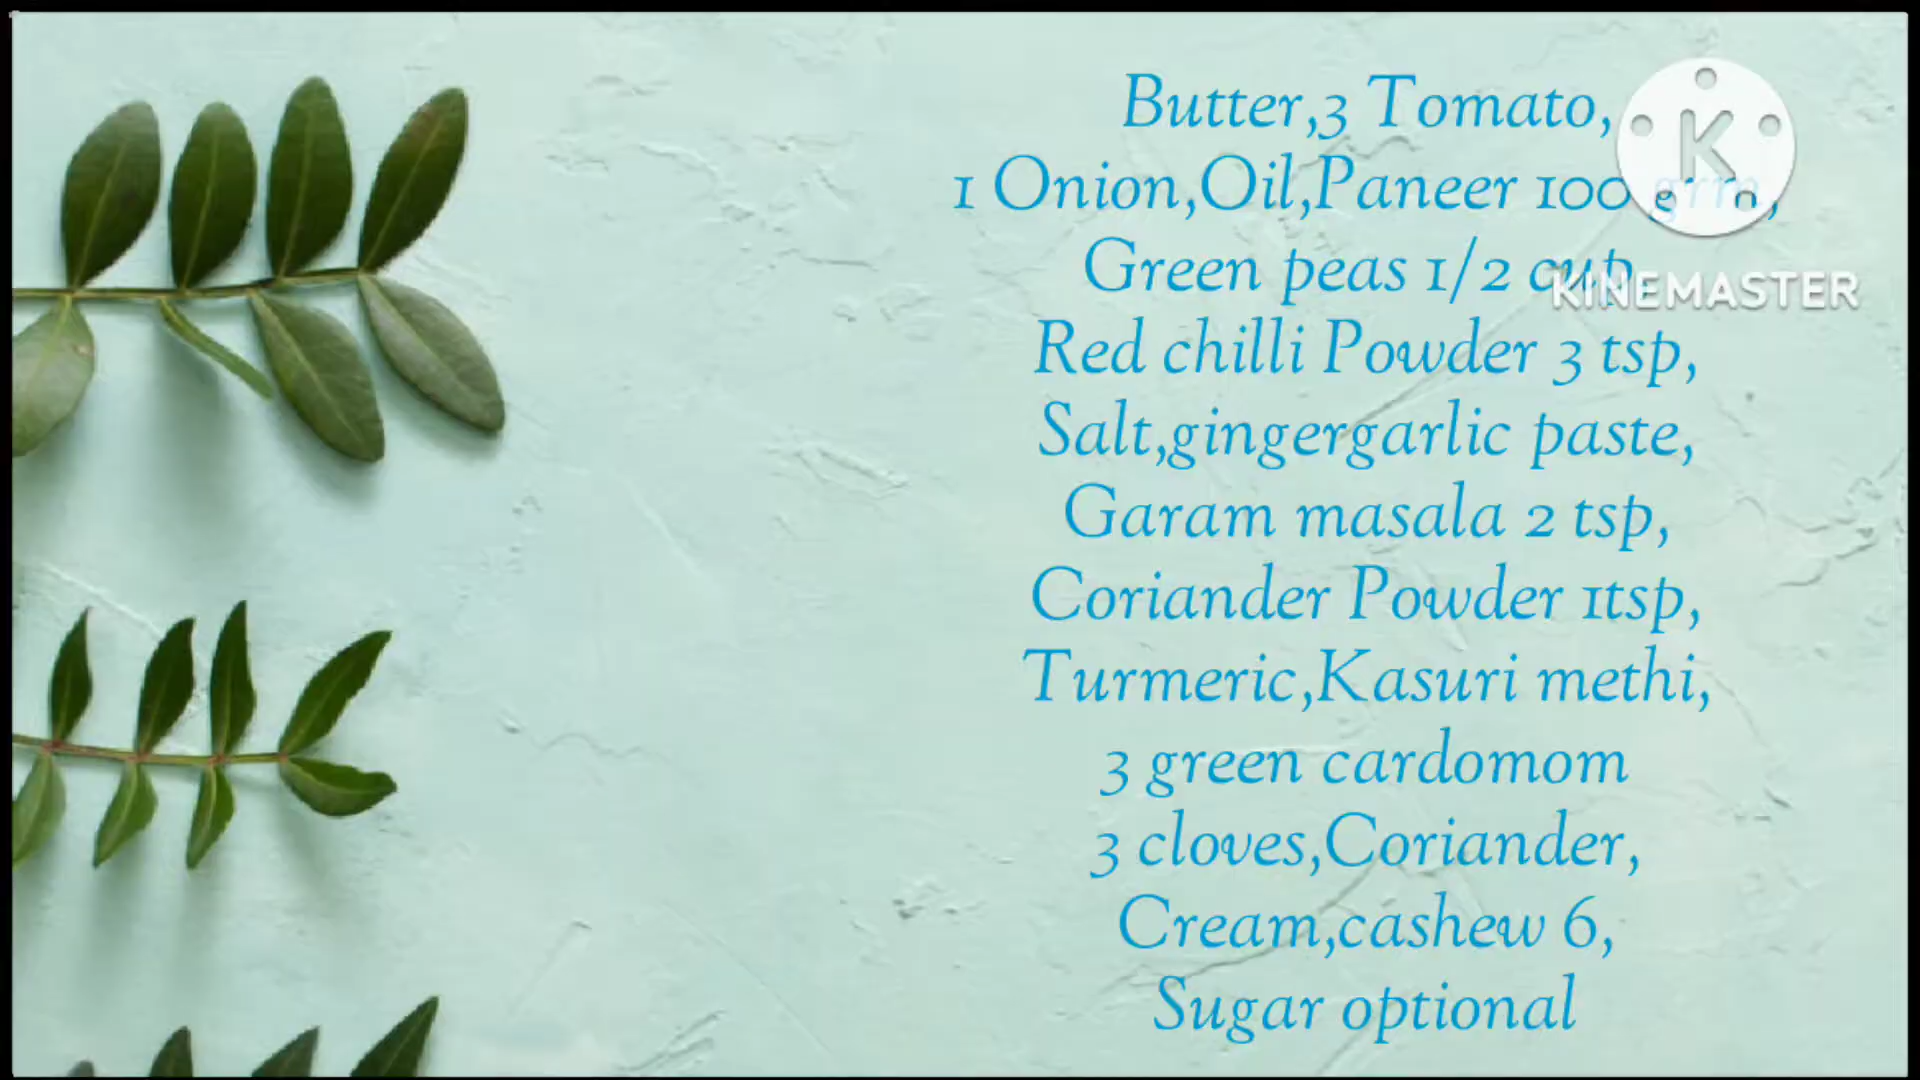 Butter,3 Tomato,
1 Onion,Oil,Paneer 100 grm,
Green peas 1/2 cup,
Red chilli Powder 3 tsp,
Salt,gingergarlic paste,
Garam masala 2 tsp,
Coriander Powder 1tsp,
Turmeric,Kasuri methi,
3 green cardomom
3 cloves,Coriander,
Cream,cashew 6,
Sugar optional
K
KINEMASTER